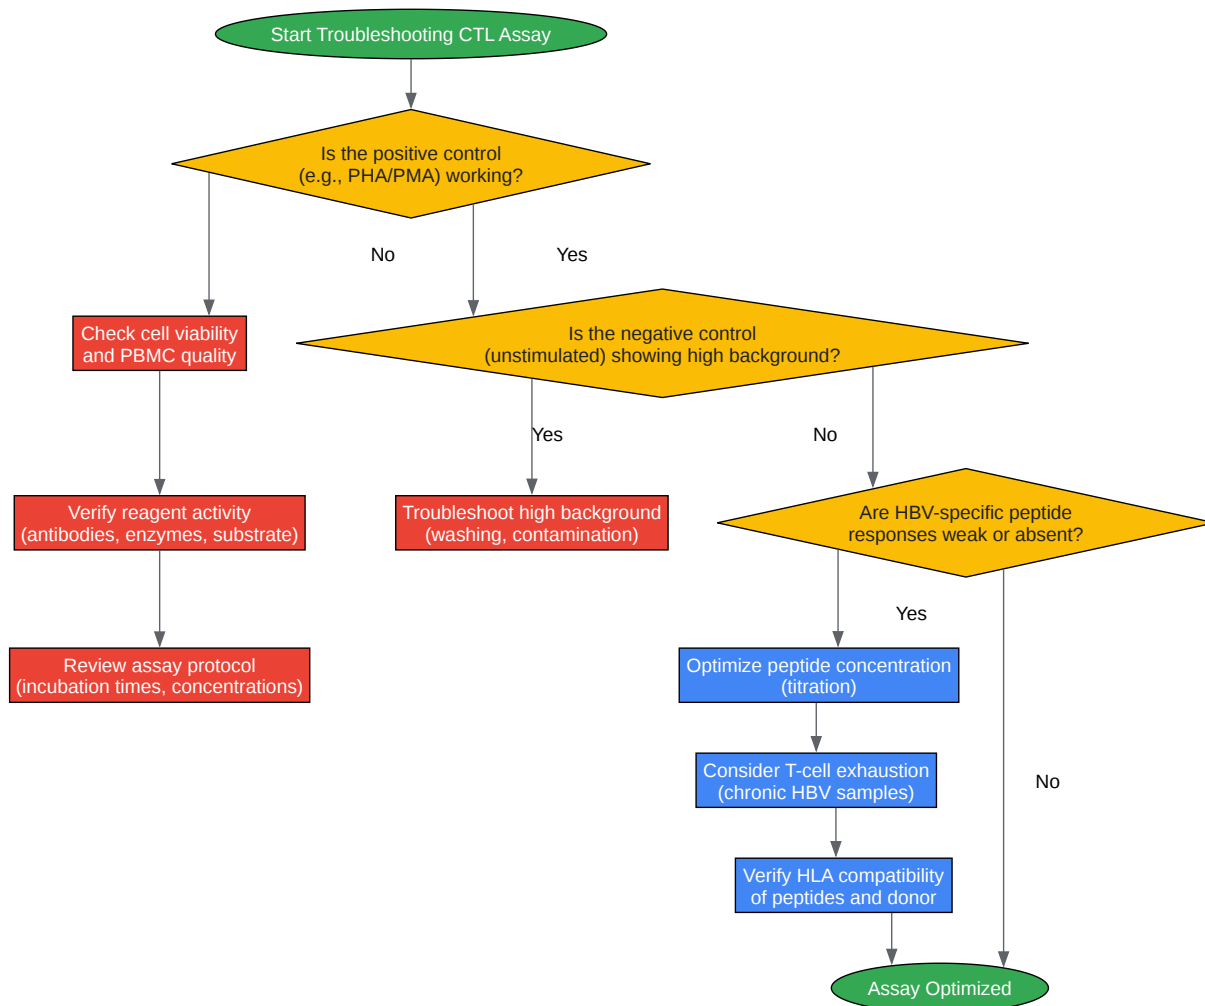 Start Troubleshooting CTL Assay
Is the positive control
(e.g., PHA/PMA) working?
No
Yes
Check cell viability
and PBMC quality
Is the negative control
(unstimulated) showing high background?
Yes
No
Verify reagent activity
(antibodies, enzymes, substrate)
Troubleshoot high background
(washing, contamination)
Are HBV-specific peptide
responses weak or absent?
Yes
Review assay protocol
(incubation times, concentrations)
Optimize peptide concentration
(titration)
Consider T-cell exhaustion
(chronic HBV samples)
No
Verify HLA compatibility
of peptides and donor
Assay Optimized